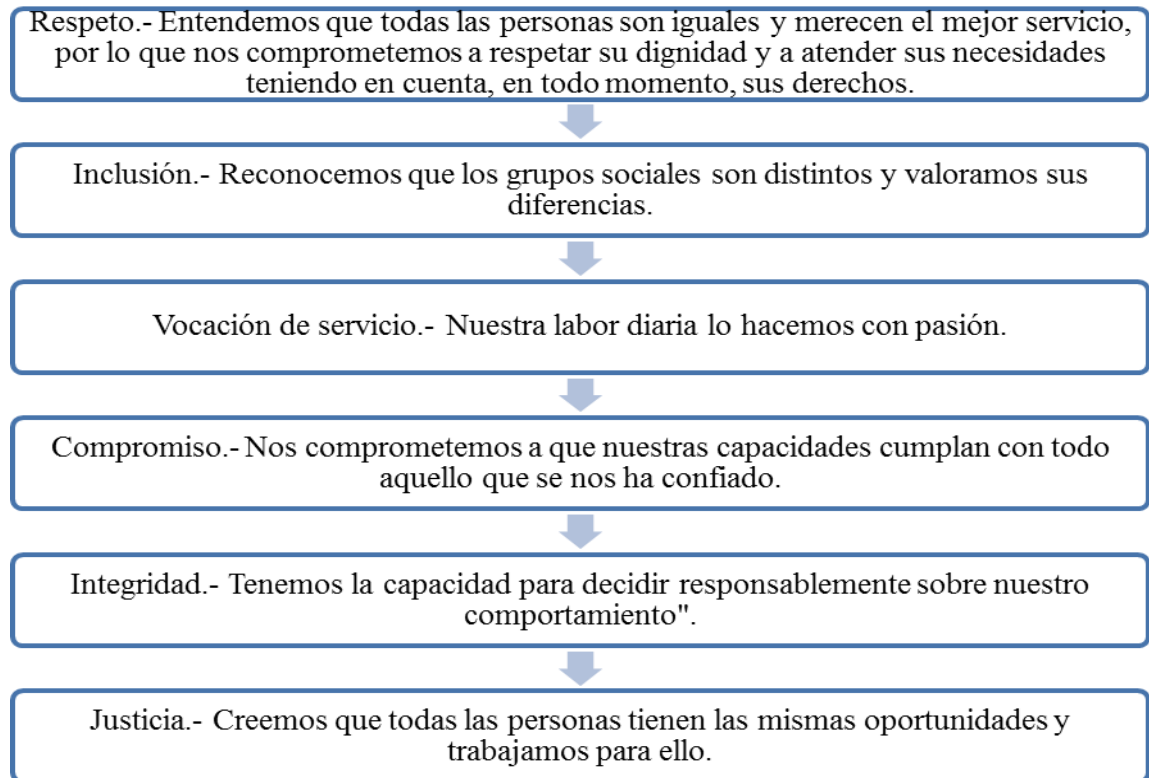 Respeto.- Entendemos que todas las personas son iguales y merecen el mejor servicio,
por lo que nos comprometemos a respetar su dignidad y a atender sus necesidades
teniendo en cuenta, en todo momento, sus derechos.
Inclusión.- Reconocemos que los grupos sociales son distintos y valoramos sus
diferencias.
Vocación de servicio.- Nuestra labor diaria lo hacemos con pasión.
Compromiso.- Nos comprometemos a que nuestras capacidades cumplan con todo
aquello que se nos ha confiado.
Integridad.- Tenemos la capacidad para decidir responsablemente sobre nuestro
comportamiento".
Justicia.- Creemos que todas las personas tienen las mismas oportunidades y
trabajamos para ello.